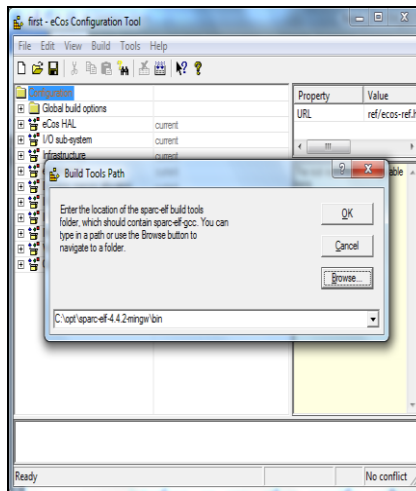 first - eCos Configuration Tool
File Edit View Build Tools Help
Configuration
Global build options
eCos HAL current
I/O sub-system current
Infrastructure current
Property Value
URL ref/ecos-ref.h
Build Tools Path
Enter the location of the sparc-elf build tools
folder, which should contain sparc-elf-gcc. You can
type in a path or use the Browse button to
navigate to a folder.
OK
Cancel
Browse...
C:\opt\sparc-elf-4.4.2-mingw\bin
Ready
No conflict